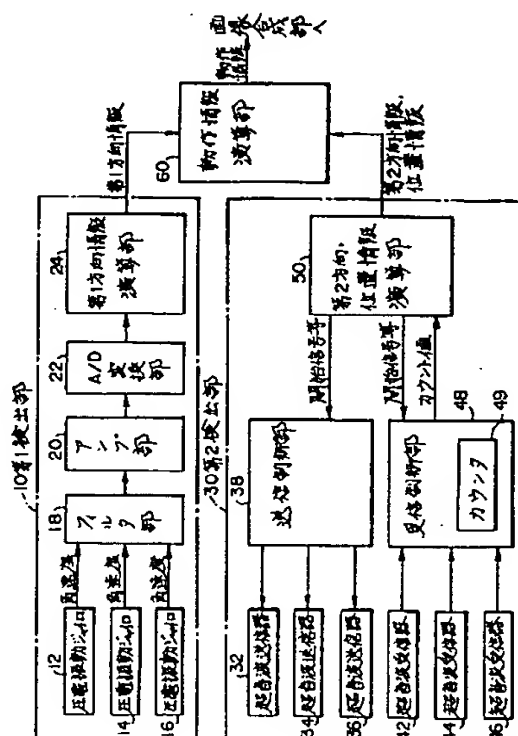 10 第1検出部
12
圧電振動ジャイロ
14
圧電振動ジャイロ
16
圧電振動ジャイロ
角速度
角速度
角速度
18
フィルタ部
20
アンプ部
22
A/D変換部
24
第1方向情報演算部
第1方向情報
30 第2検出部
32
超音波送信器
34
超音波送信器
36
超音波送信器
38
送信制御部
42
超音波受信器
44
超音波受信器
46
超音波受信器
48
受信制御部
49
カウンタ
開始信号等
開始信号等
カウント値
50
第2方向、位置情報演算部
第2方向情報、位置情報
60
動作情報演算部
動作情報
画像合成部へ